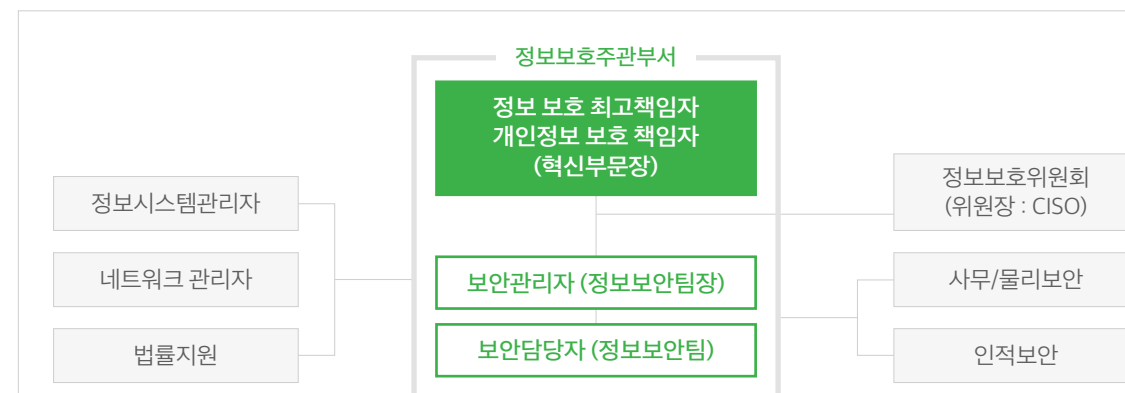 정보보호주관부서
정보 보호 최고책임자
개인정보 보호 책임자
(혁신부문장)
정보시스템관리자
정보보호위원회
(위원장 : CISO)
네트워크 관리자
보안관리자 (정보보안팀장)
사무/물리보안
법률지원
보안담당자 (정보보안팀)
인적보안